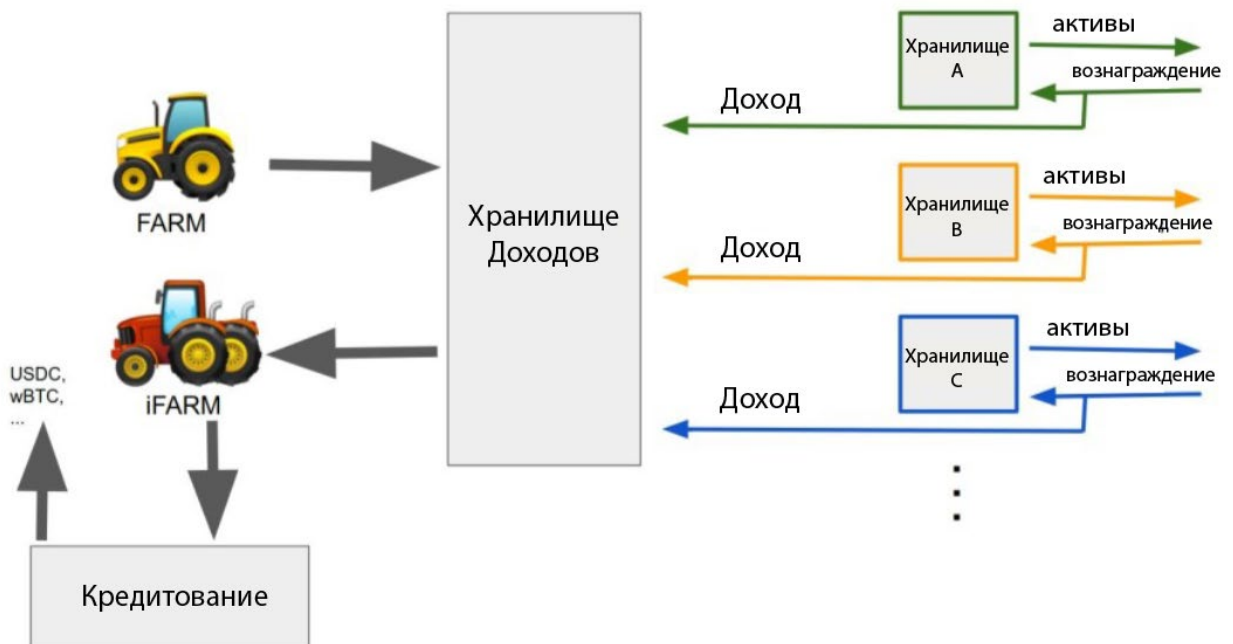 Хранилище
A
активы
вознаграждение
Доход
FARM
Хранилище
Доходов
Хранилище
B
активы
вознаграждение
Доход
iFARM
USDC,
wBTC,
...
Хранилище
C
активы
вознаграждение
Доход
Кредитование